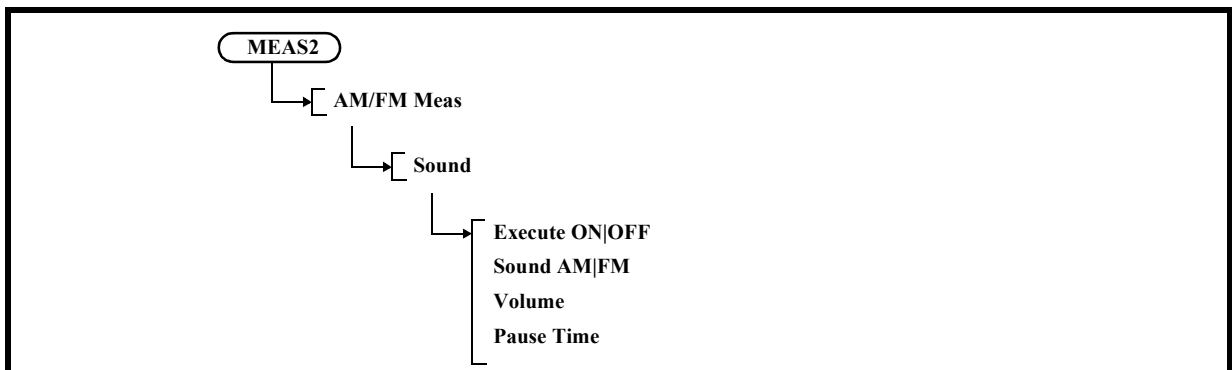 MEAS2
AM/FM Meas
Sound
Execute ON|OFF
Sound AM|FM
Volume
Pause Time